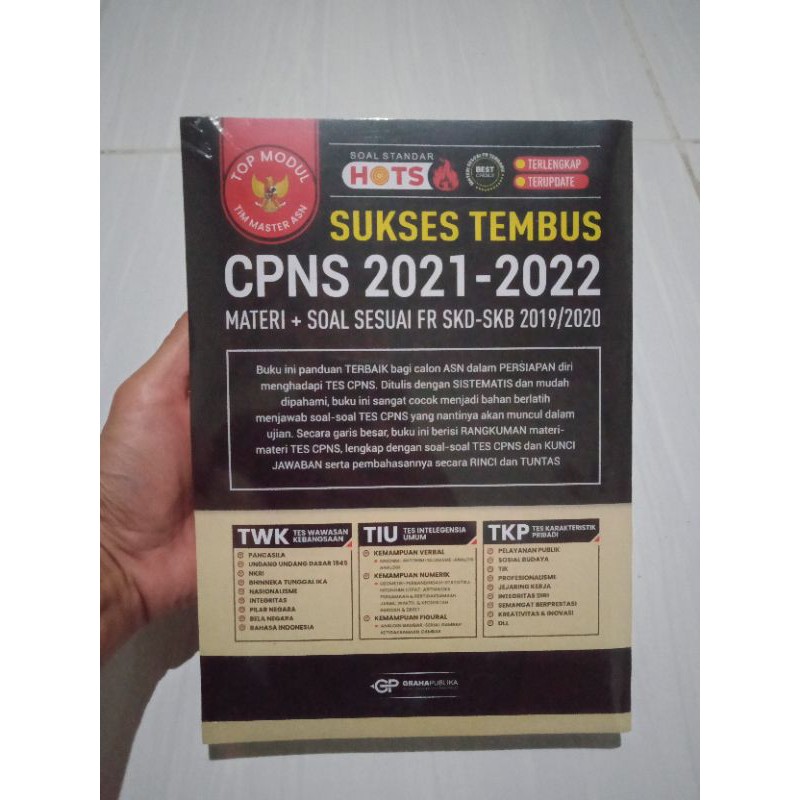 TOP MODUL
TIM MASTER ASN
SOAL STANDAR
HOTS
BEST
CHOICE
TERLENGKAP
TERUPDATE
SUKSES TEMBUS
CPNS 2021-2022
MATERI + SOAL SESUAI FR SKD-SKB 2019/2020
Buku ini panduan TERBAIK bagi calon ASN dalam PERSIAPAN diri
menghadapi TES CPNS. Ditulis dengan SISTEMATIS dan mudah
dipahami, buku ini sangat cocok menjadi bahan berlatih
menjawab soal-soal TES CPNS yang nantinya akan muncul dalam
ujian. Secara garis besar, buku ini berisi RANGKUMAN materi-
materi TES CPNS, lengkap dengan soal-soal TES CPNS dan KUNCI
JAWABAN serta pembahasannya secara RINCI dan TUNTAS
TWK TES WAWASAN
KEBANGSAAN
PANCASILA
UNDANG UNDANG DASAR 1945
NKRI
BHINNEKA TUNGGAL IKA
NASIONALISME
INTEGRITAS
PILAR NEGARA
BELA NEGARA
BAHASA INDONESIA
TIU TES INTELEGENSIA
UMUM
KEMAMPUAN VERBAL
ANALOGI
KEMAMPUAN NUMERIK
KEMAMPUAN FIGURAL
TKP TES KARAKTERISTIK
PRIBADI
PELAYANAN PUBLIK
SOSIAL BUDAYA
TIK
PROFESIONALISME
JEJARING KERJA
INTEGRITAS DIRI
SEMANGAT BERPRESTASI
KREATIVITAS & INOVASI
DLL
GP GRAHAPUBLIKA